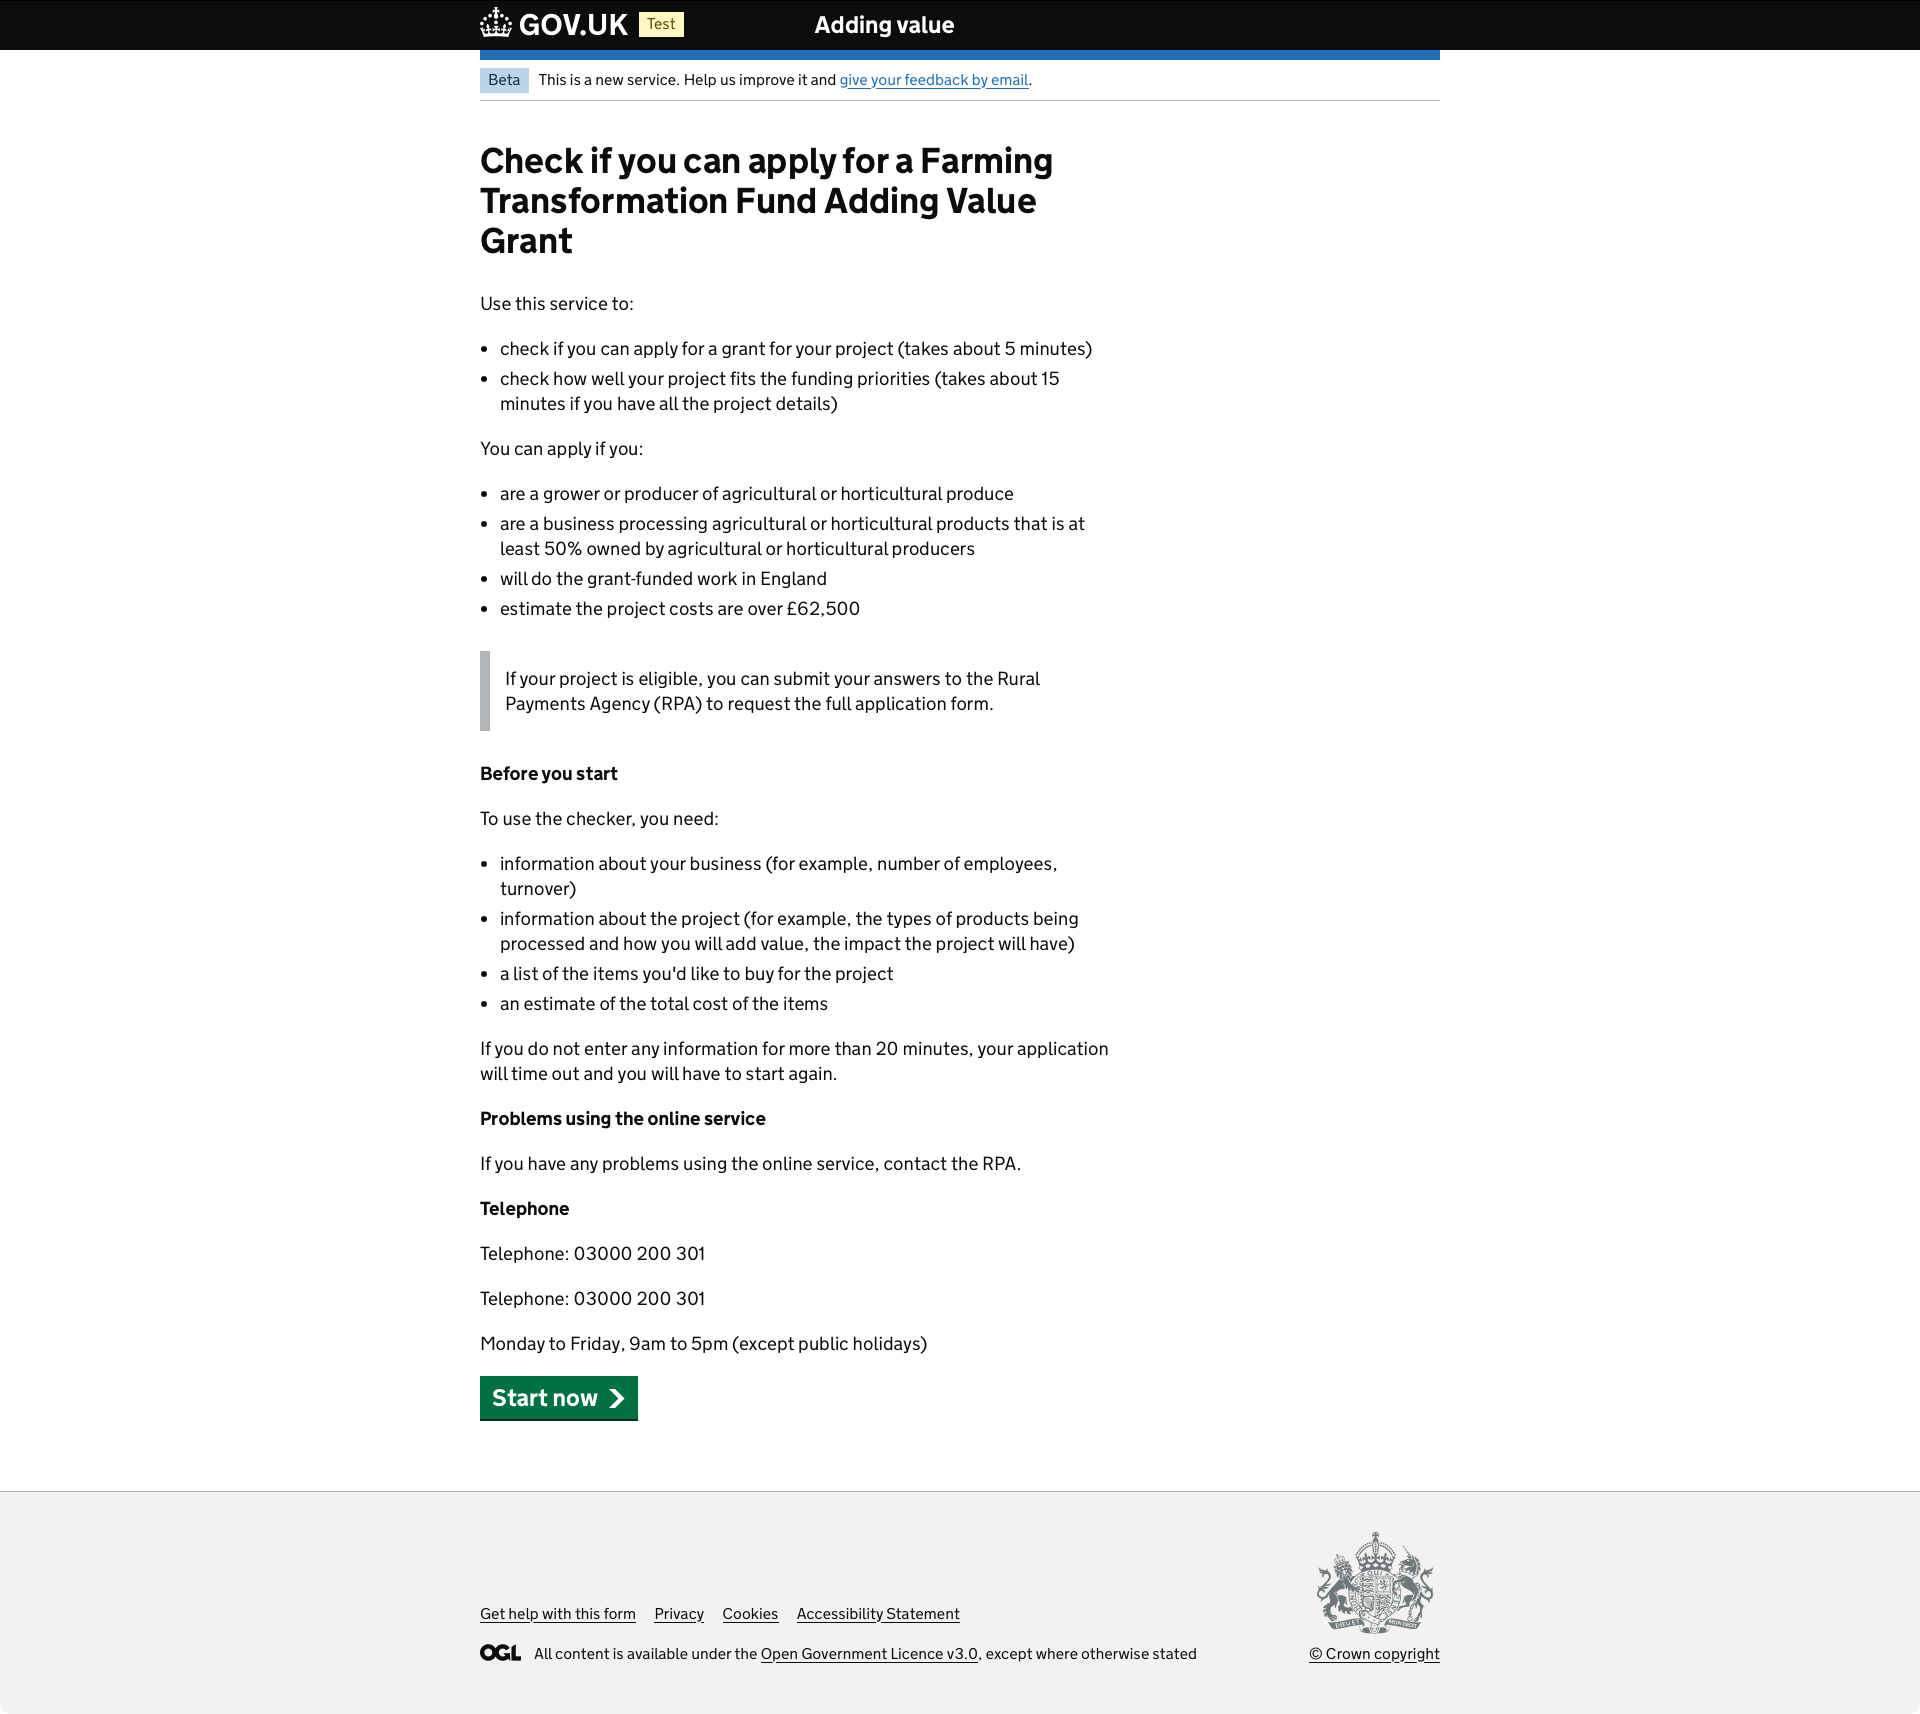 GOV.UK Test Adding value
Beta This is a new service. Help us improve it and give your feedback by email.
Check if you can apply for a Farming
Transformation Fund Adding Value
Grant
Use this service to:
• check if you can apply for a grant for your project (takes about 5 minutes)
• check how well your project fits the funding priorities (takes about 15
minutes if you have all the project details)
You can apply if you:
• are a grower or producer of agricultural or horticultural produce
• are a business processing agricultural or horticultural products that is at
least 50% owned by agricultural or horticultural producers
• will do the grant-funded work in England
• estimate the project costs are over £62,500
If your project is eligible, you can submit your answers to the Rural
Payments Agency (RPA) to request the full application form.
Before you start
To use the checker, you need:
• information about your business (for example, number of employees,
turnover)
• information about the project (for example, the types of products being
processed and how you will add value, the impact the project will have)
• a list of the items you'd like to buy for the project
• an estimate of the total cost of the items
If you do not enter any information for more than 20 minutes, your application
will time out and you will have to start again.
Problems using the online service
If you have any problems using the online service, contact the RPA.
Telephone
Telephone: 03000 200 301
Telephone: 03000 200 301
Monday to Friday, 9am to 5pm (except public holidays)
Start now
Get help with this form Privacy Cookies Accessibility Statement
OGL All content is available under the Open Government Licence v3.0, except where otherwise stated
© Crown copyright